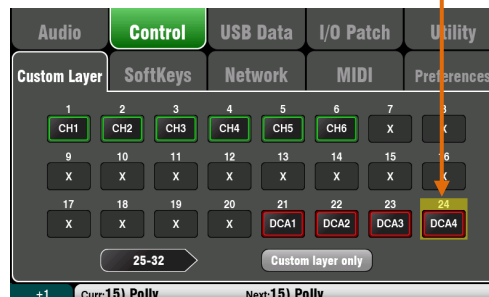 Audio Control USB Data I/O Patch Utility
Custom Layer SoftKeys Network MIDI Preferences
1 2 3 4 5 6 7 8
CH1 CH2 CH3 CH4 CH5 CH6 X X
9 10 11 12 13 14 15 16
X X X X X X X X
17 18 19 20 21 22 23 24
X X X X DCA1 DCA2 DCA3 DCA4
25-32 Custom layer only
+1 Curr:15) Polly Next:15) Polly